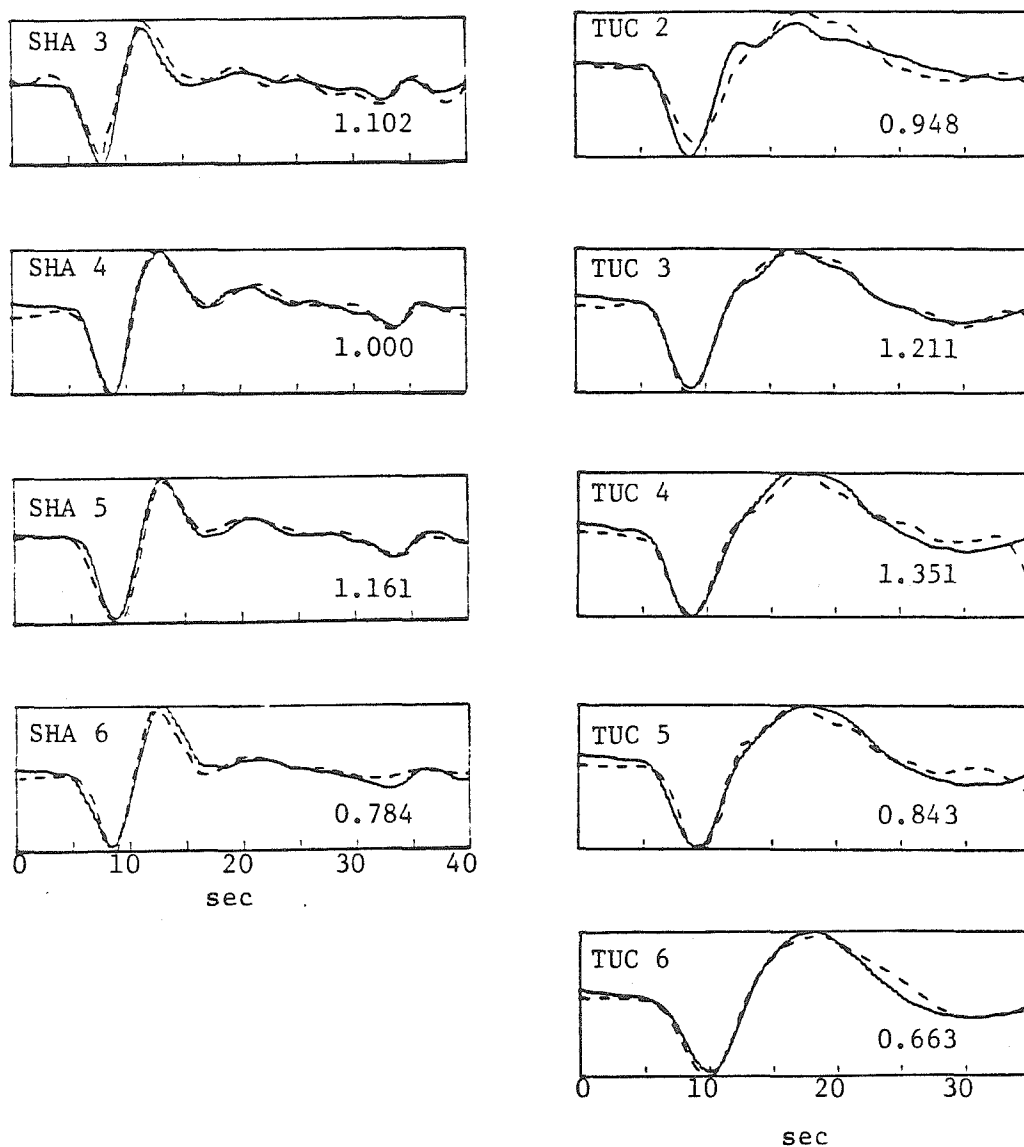 SHA 3
1.102
SHA 4
1.000
SHA 5
1.161
SHA 6
0.784
0 10 20 30 40
sec
TUC 2
0.948
TUC 3
1.211
TUC 4
1.351
TUC 5
0.843
TUC 6
0.663
0 10 20 30
sec